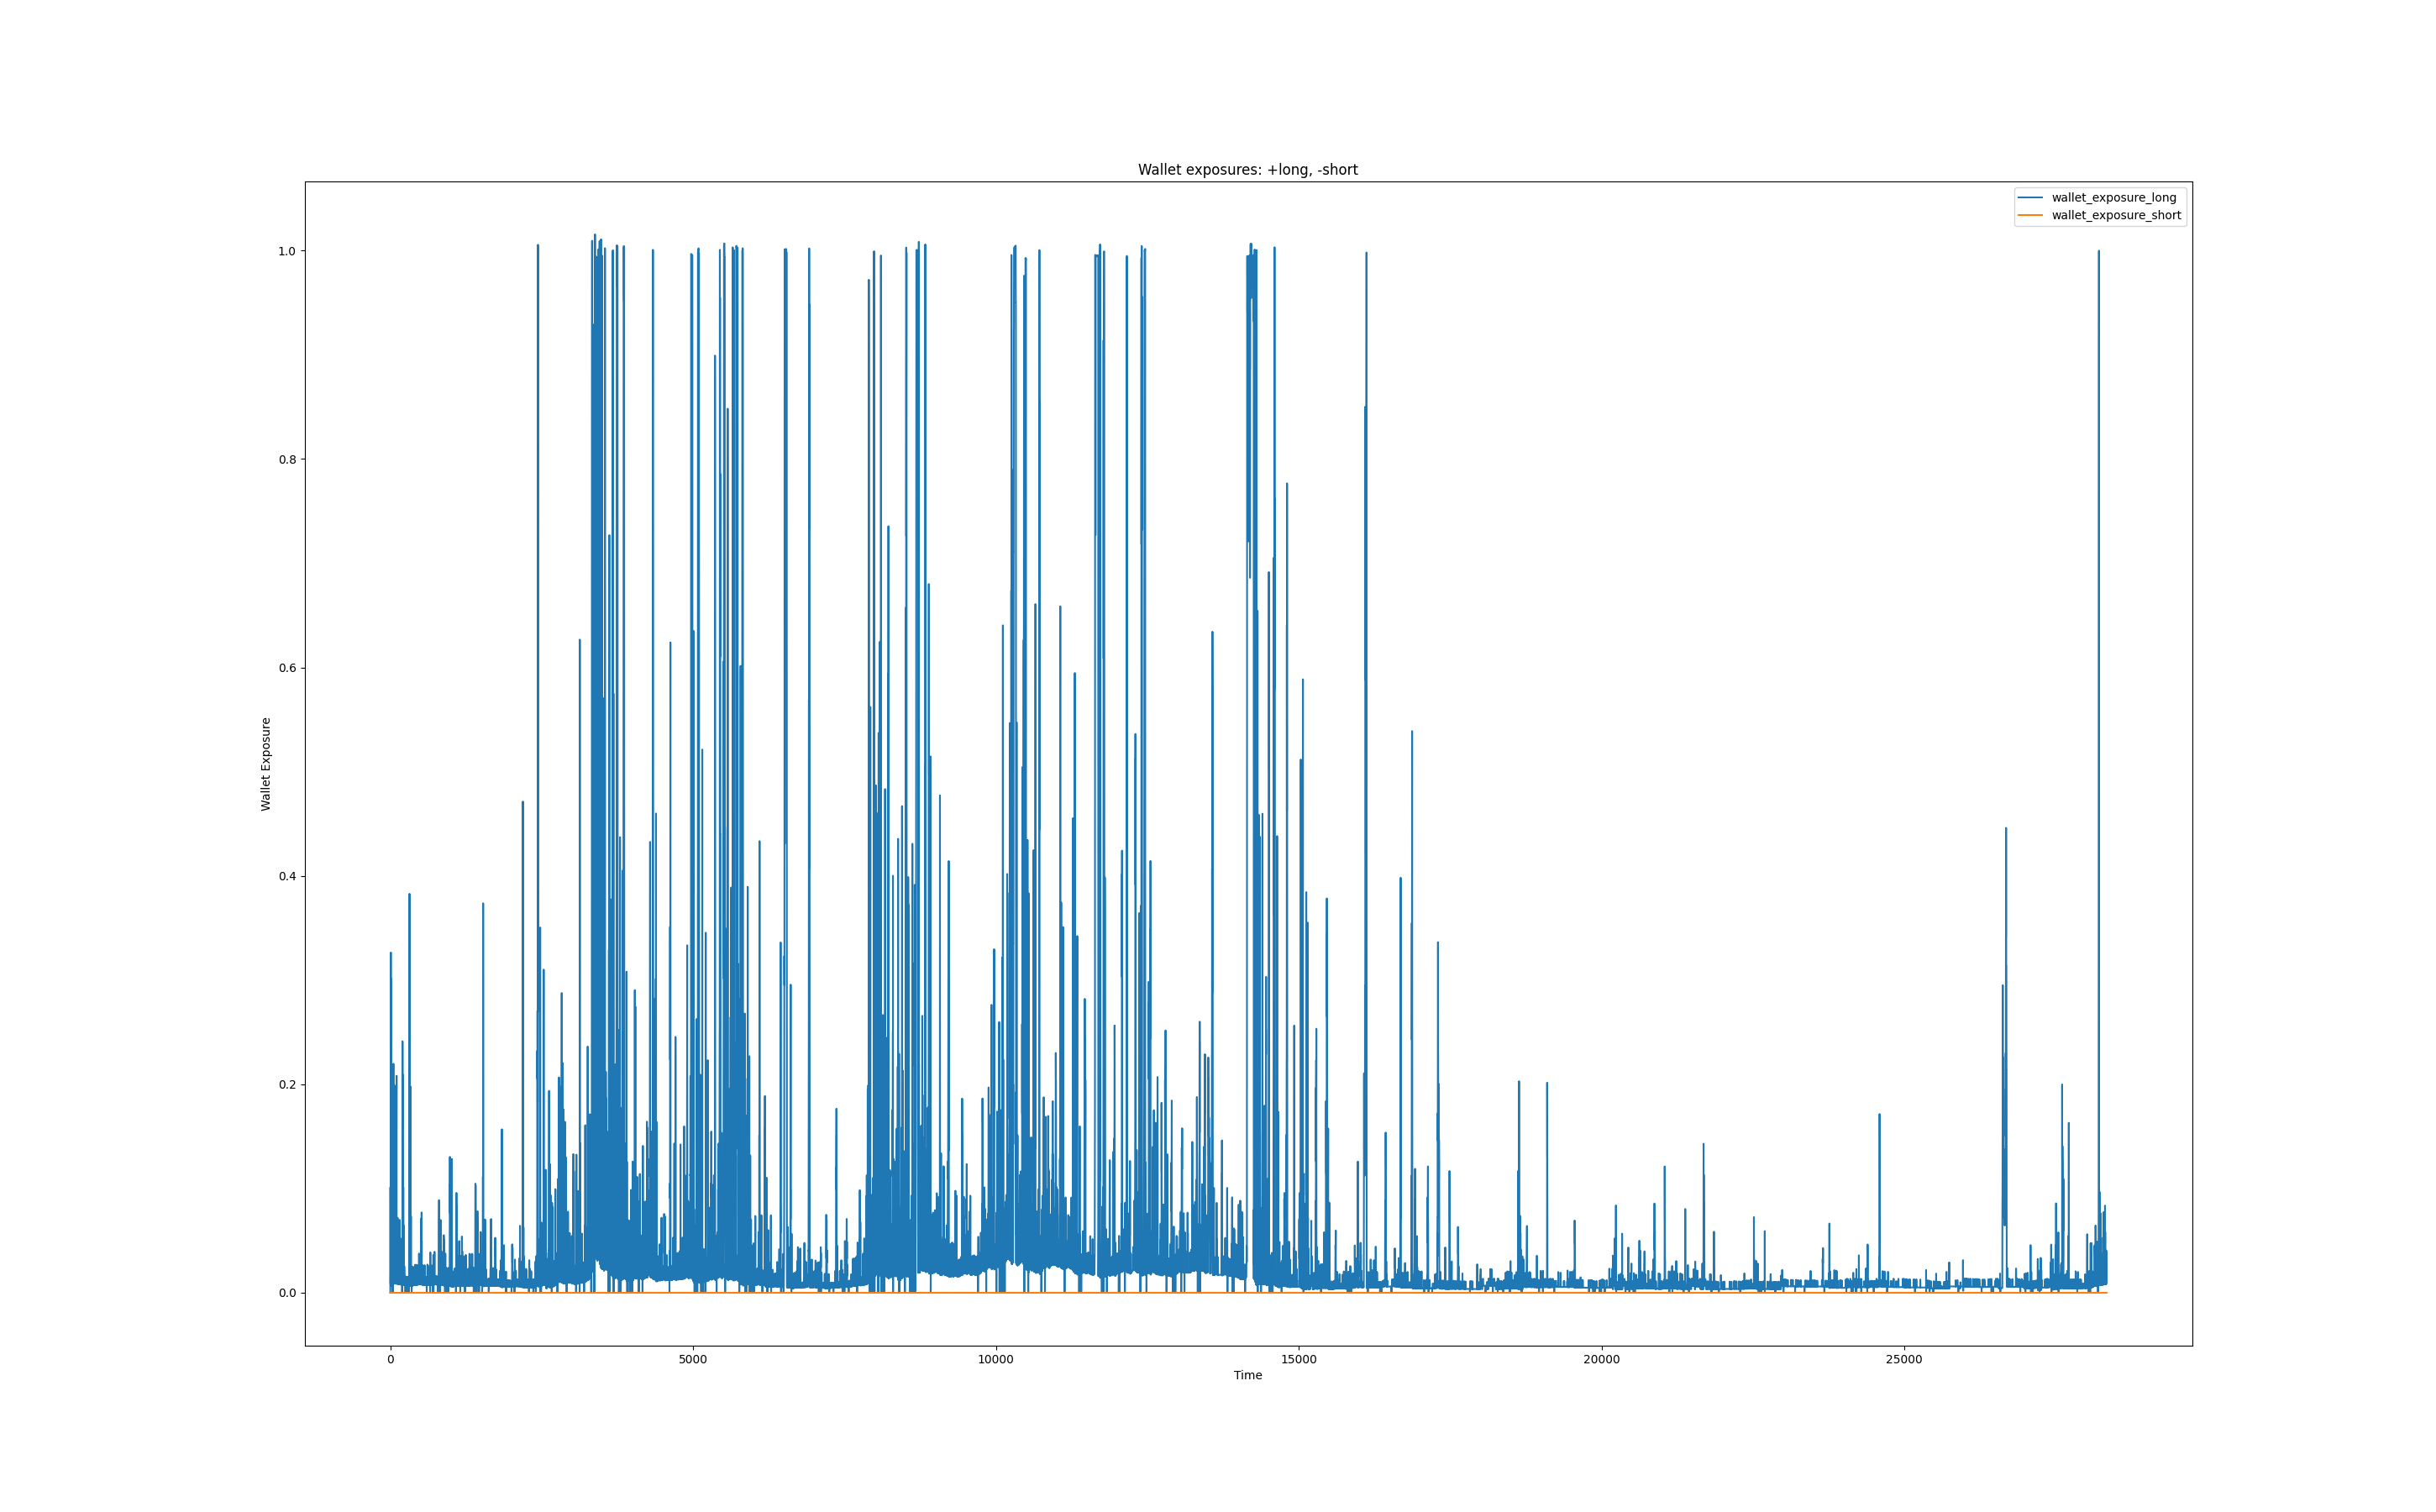 Wallet exposures: +long, -short
wallet_exposure_long
wallet_exposure_short
1.0
0.8
0.6
0.4
0.2
0.0
Wallet Exposure
0 5000 10000 15000 20000 25000
Time